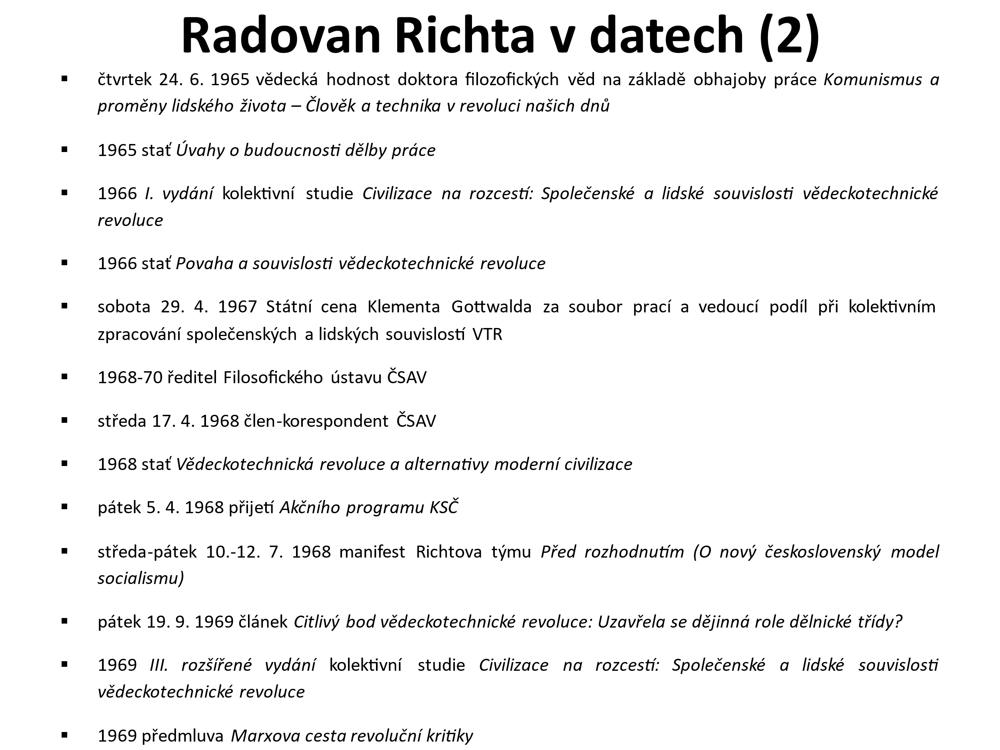 Radovan Richta v datech (2)
▪ čtvrtek 24. 6. 1965 vědecká hodnost doktora filozofických věd na základě obhajoby práce Komunismus a
proměny lidského života – Člověk a technika v revoluci našich dnů
▪ 1965 stať Úvahy o budoucnosti dělby práce
▪ 1966 I. vydání kolektivní studie Civilizace na rozcestí: Společenské a lidské souvislosti vědeckotechnické
revoluce
▪ 1966 stať Povaha a souvislosti vědeckotechnické revoluce
▪ sobota 29. 4. 1967 Státní cena Klementa Gottwalda za soubor prací a vedoucí podíl při kolektivním
zpracování společenských a lidských souvislostí VTR
▪ 1968-70 ředitel Filosofického ústavu ČSAV
▪ středa 17. 4. 1968 člen-korespondent ČSAV
▪ 1968 stať Vědeckotechnická revoluce a alternativy moderní civilizace
▪ pátek 5. 4. 1968 přijetí Akčního programu KSČ
▪ středa-pátek 10.-12. 7. 1968 manifest Richtova týmu Před rozhodnutím (O nový československý model
socialismu)
▪ pátek 19. 9. 1969 článek Citlivý bod vědeckotechnické revoluce: Uzavřela se dějinná role dělnické třídy?
▪ 1969 III. rozšířené vydání kolektivní studie Civilizace na rozcestí: Společenské a lidské souvislosti
vědeckotechnické revoluce
▪ 1969 předmluva Marxova cesta revoluční kritiky